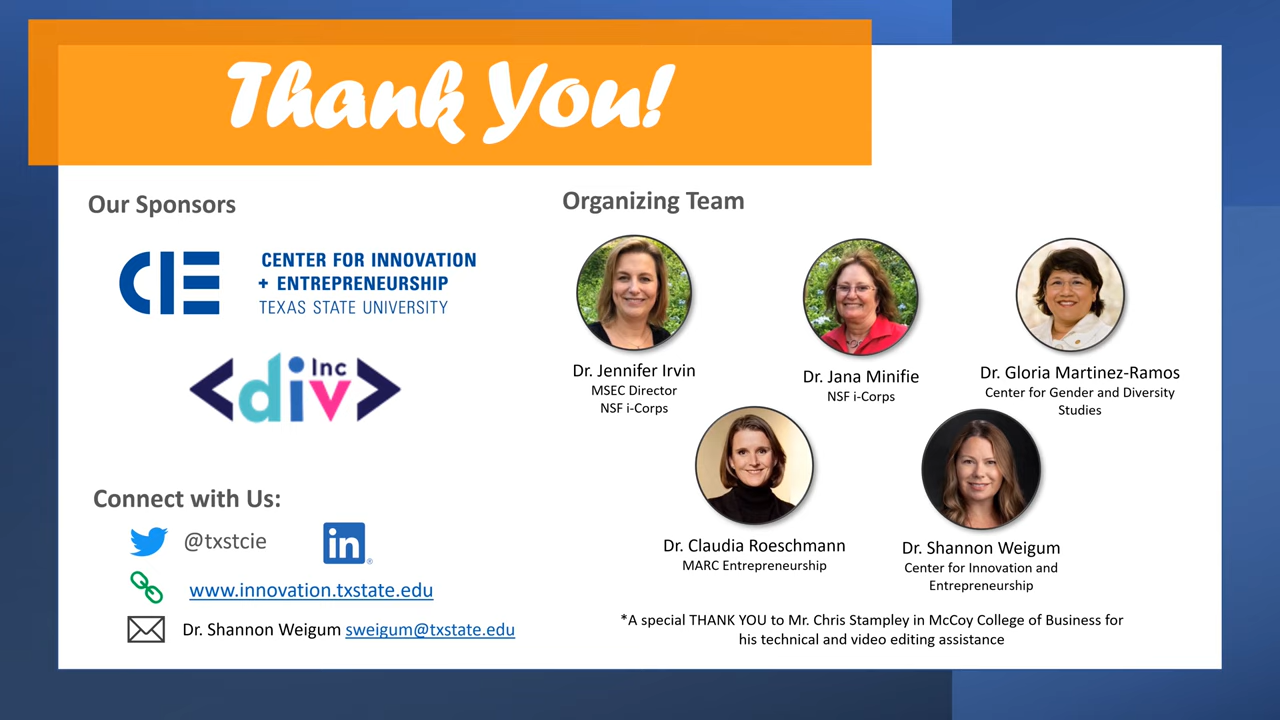 Thank You!
Our Sponsors
CIE
CENTER FOR INNOVATION
+ ENTREPRENEURSHIP
TEXAS STATE UNIVERSITY
<div> Inc
Connect with Us:
@txstcie
in®
www.innovation.txstate.edu
Dr. Shannon Weigum sweigum@txstate.edu
Organizing Team
Dr. Jennifer Irvin
MSEC Director
NSF i-Corps
Dr. Jana Minifie
NSF i-Corps
Dr. Gloria Martinez-Ramos
Center for Gender and Diversity
Studies
Dr. Claudia Roeschmann
MARC Entrepreneurship
Dr. Shannon Weigum
Center for Innovation and
Entrepreneurship
*A special THANK YOU to Mr. Chris Stampley in McCoy College of Business for
his technical and video editing assistance